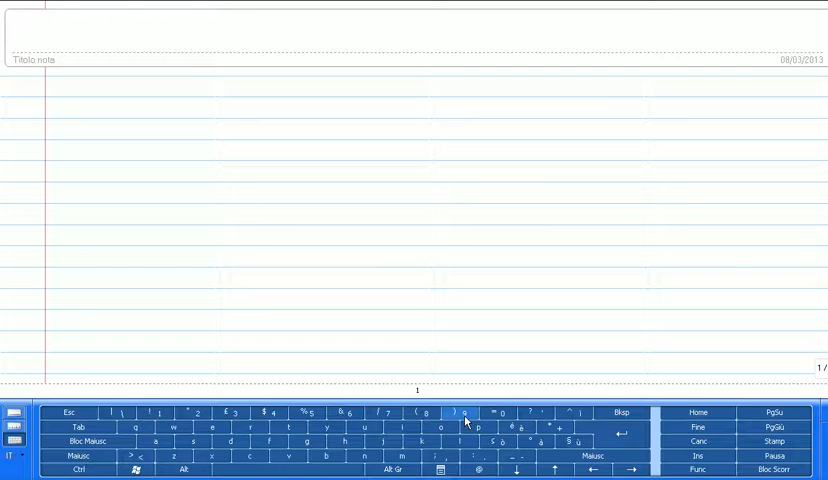 Titolo nota 08/03/2013
1 /
1
Esc | \ ! 1 " 2 £ 3 $ 4 % 5 & 6 / 7 ( 8 ) 9 = 0 ? ' ^ ì Bksp Home PgSu
Tab q w e r t y u i o p é è * + Fine PgGiù
Bloc Maiusc a s d f g h j k l ç ò ° à § ù Canc Stamp
Maiusc > < z x c v b n m ; , : . _ - Maiusc Ins Pausa
IT Ctrl Alt Alt Gr @ ↓ ↑ ← → Func Bloc Scorr